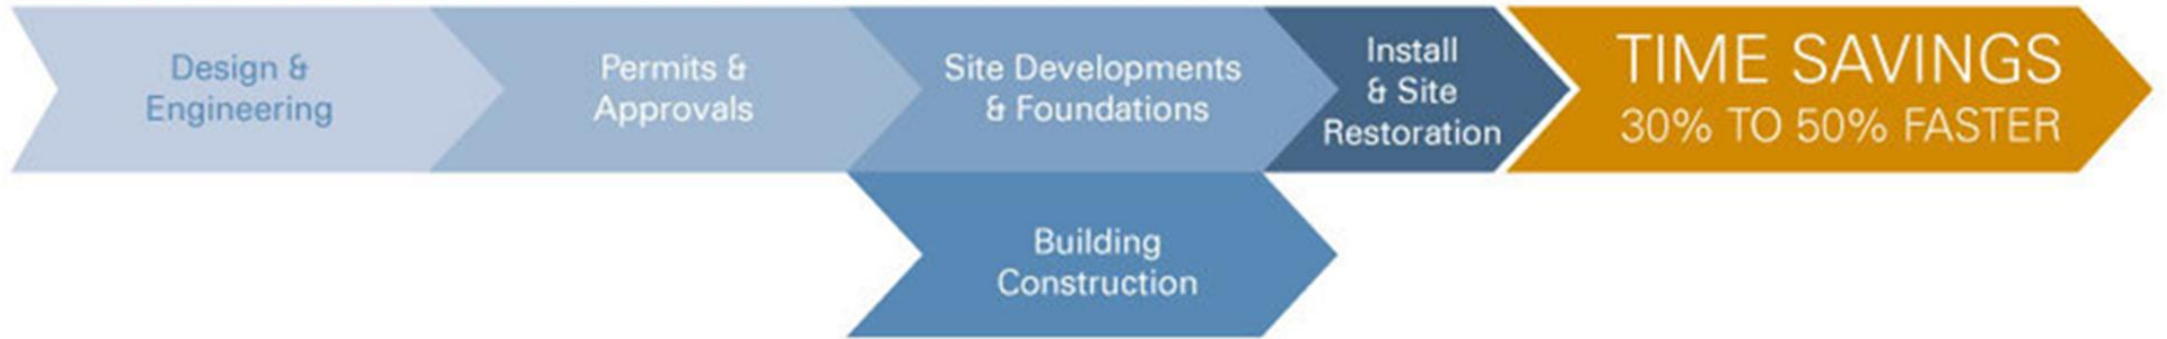 Design &
Engineering
Permits &
Approvals
Site Developments
& Foundations
Install
& Site
Restoration
TIME SAVINGS
30% TO 50% FASTER
Building
Construction